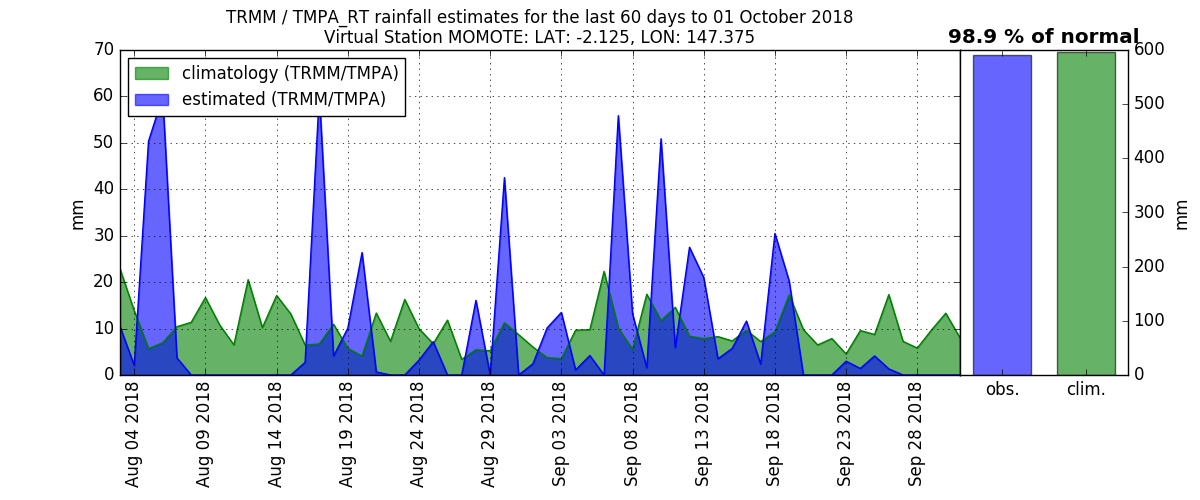 TRMM / TMPA_RT rainfall estimates for the last 60 days to 01 October 2018
Virtual Station MOMOTE: LAT: -2.125, LON: 147.375
98.9 % of normal
climatology (TRMM/TMPA)
estimated (TRMM/TMPA)
70
60
50
40
30
20
10
0
mm
Aug 04 2018
Aug 09 2018
Aug 14 2018
Aug 19 2018
Aug 24 2018
Aug 29 2018
Sep 03 2018
Sep 08 2018
Sep 13 2018
Sep 18 2018
Sep 23 2018
Sep 28 2018
obs.
clim.
600
500
400
300
200
100
0
mm